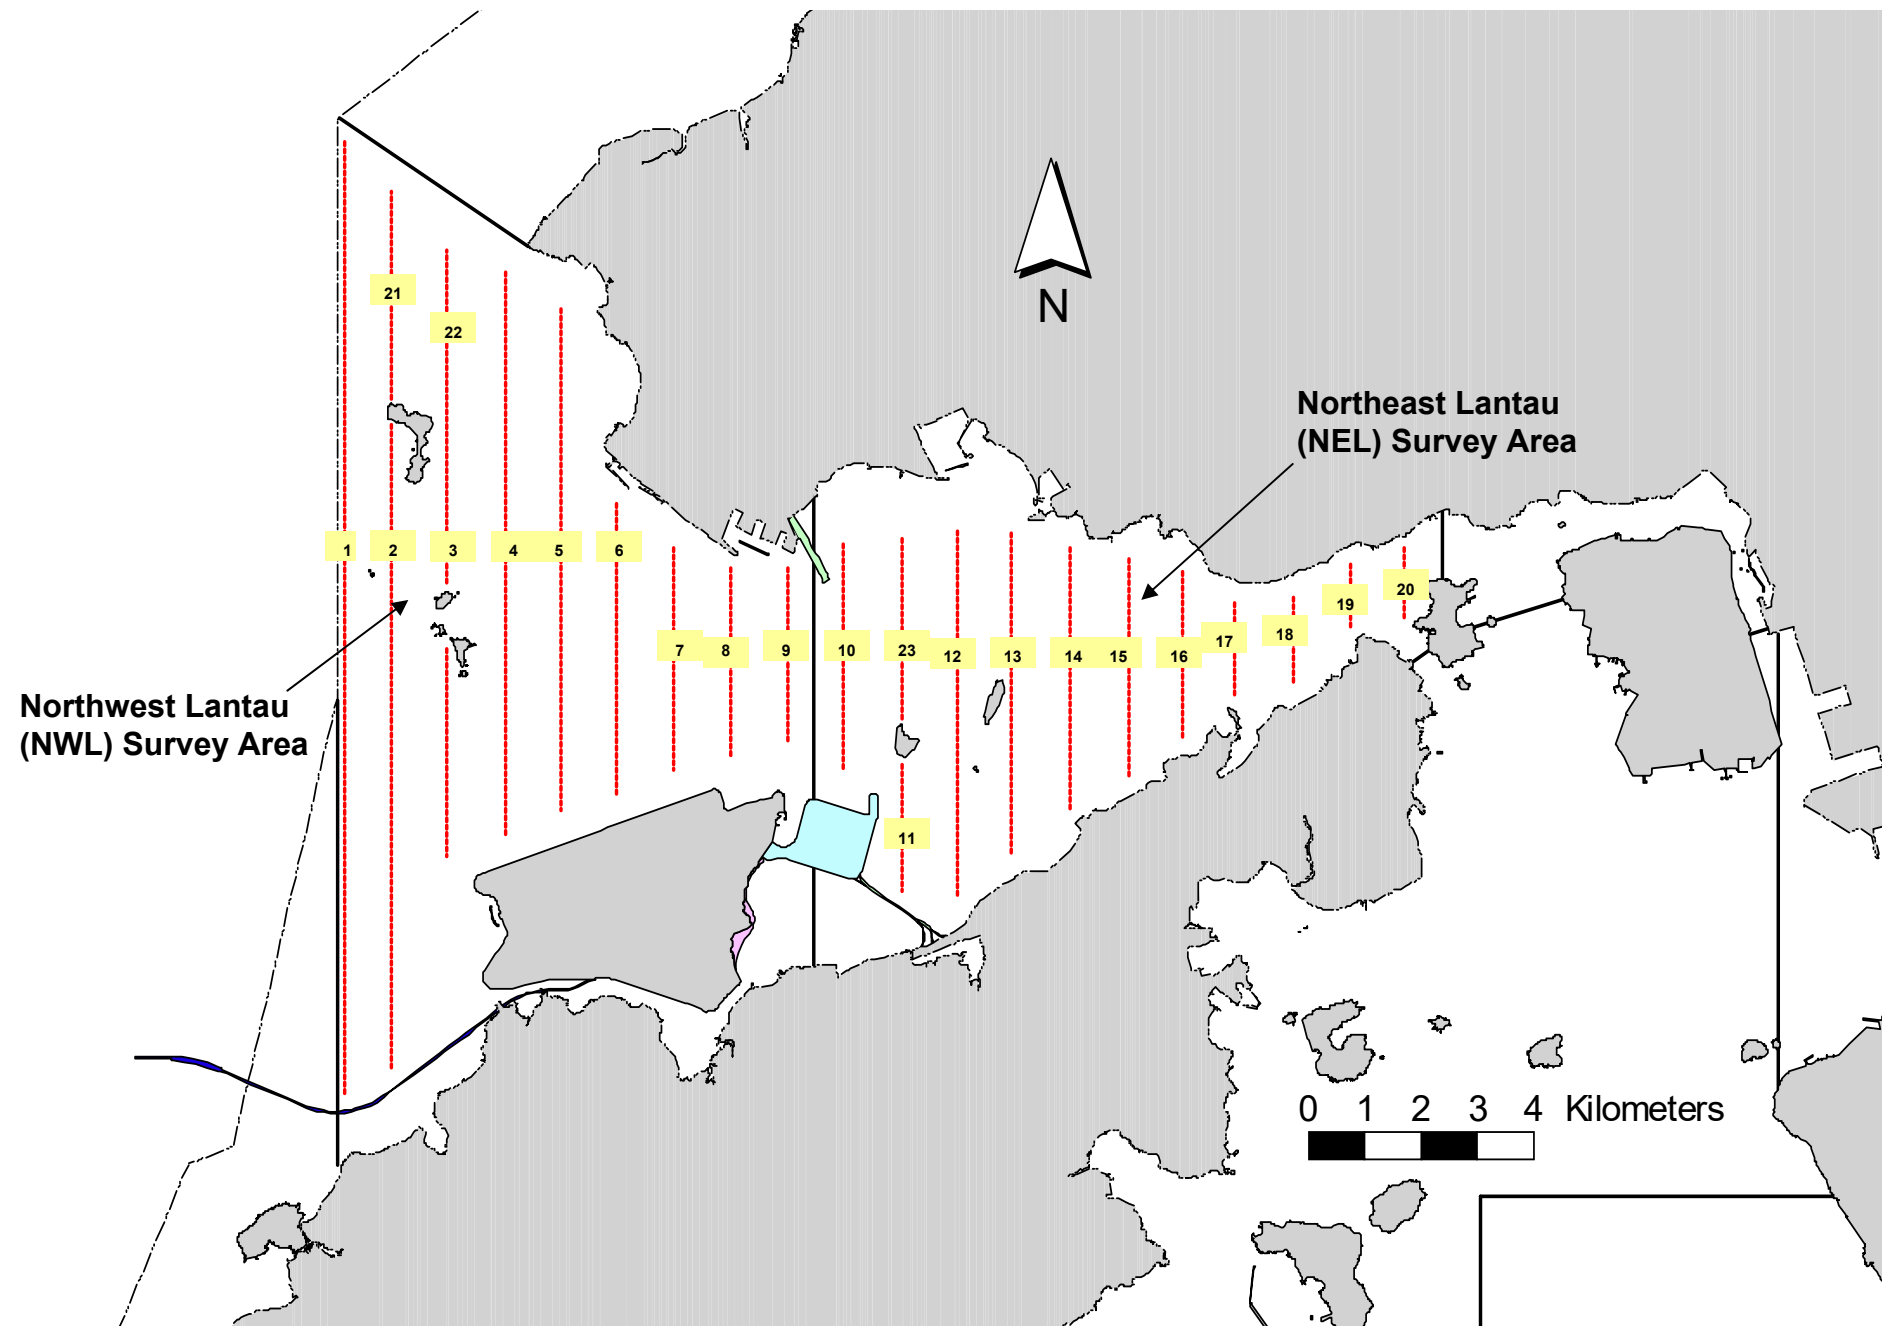 21
22
N
Northeast Lantau
(NEL) Survey Area
1 2 3 4 5 6
20
19
18
17
7 8 9 10 23 12 13 14 15 16
Northwest Lantau
(NWL) Survey Area
11
0 1 2 3 4 Kilometers